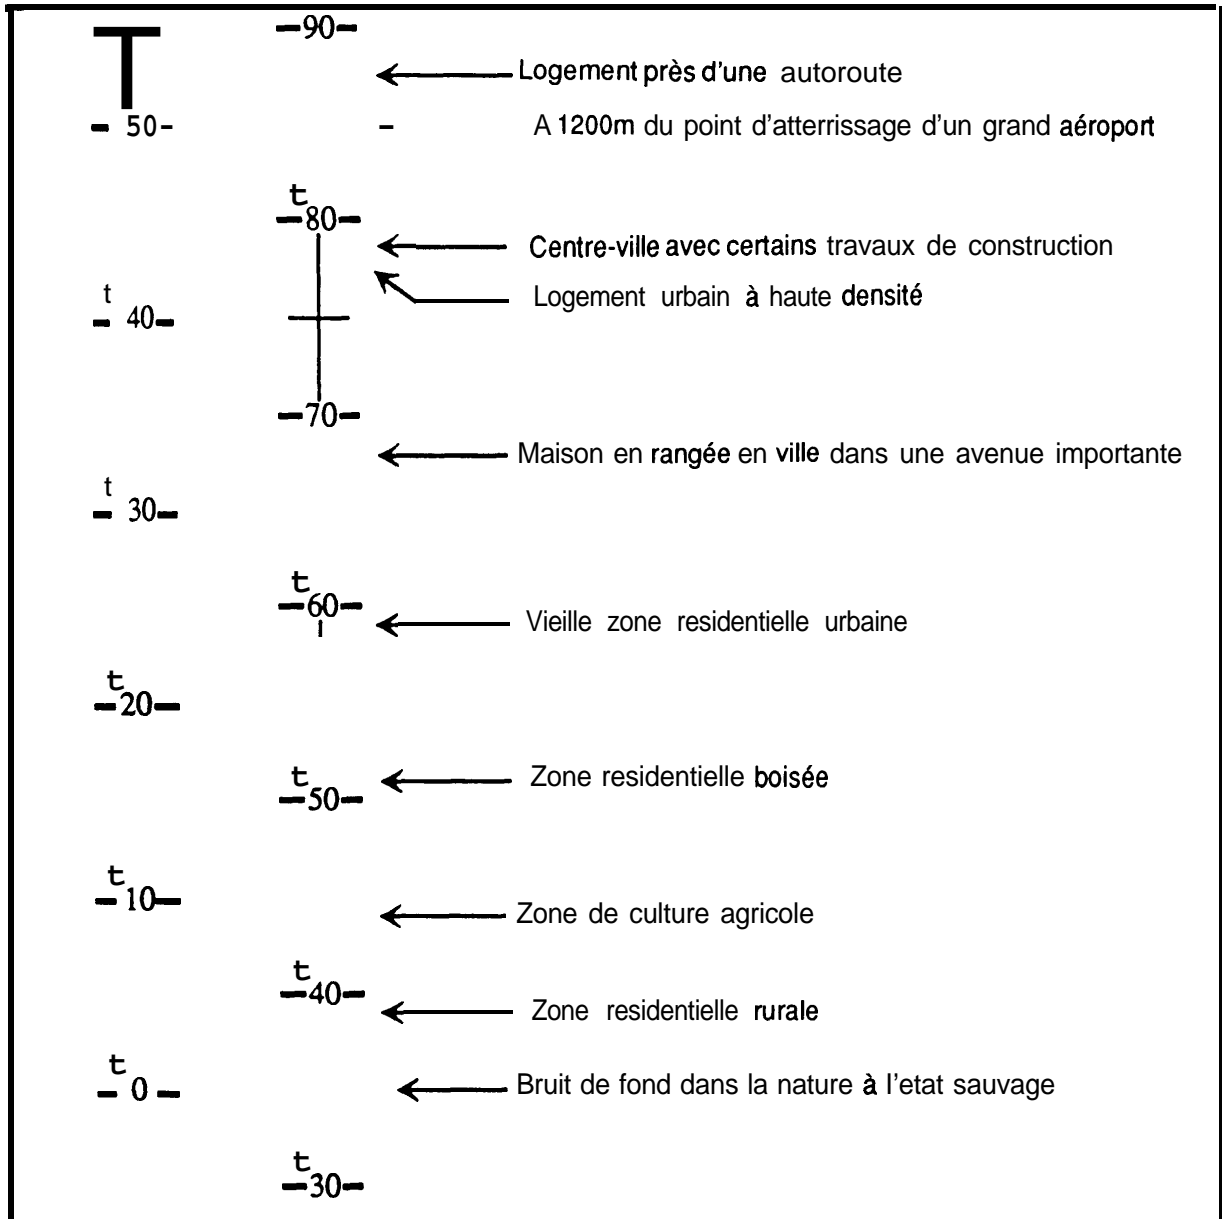 90
Logement près d'une autoroute
50
A 1200m du point d'atterrissage d'un grand aéroport
80
Centre-ville avec certains travaux de construction
Logement urbain à haute densité
40
70
Maison en rangée en ville dans une avenue importante
30
60
Vieille zone residentielle urbaine
20
Zone residentielle boisée
50
10
Zone de culture agricole
40
Zone residentielle rurale
0
Bruit de fond dans la nature à l'etat sauvage
30